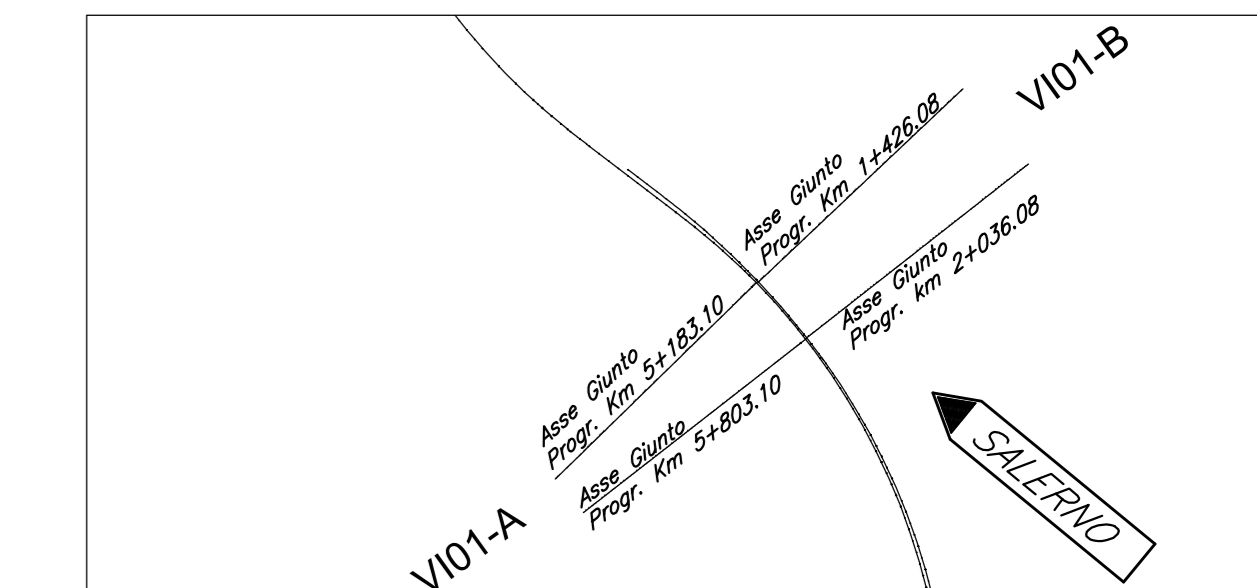 VI01-B
Asse Giunto
Progr. Km 1+426.08
Asse Giunto
Progr. km 2+036.08
Asse Giunto
Progr. Km 5+183.10
Asse Giunto
Progr. Km 5+803.10
SALERNO
VI01-A